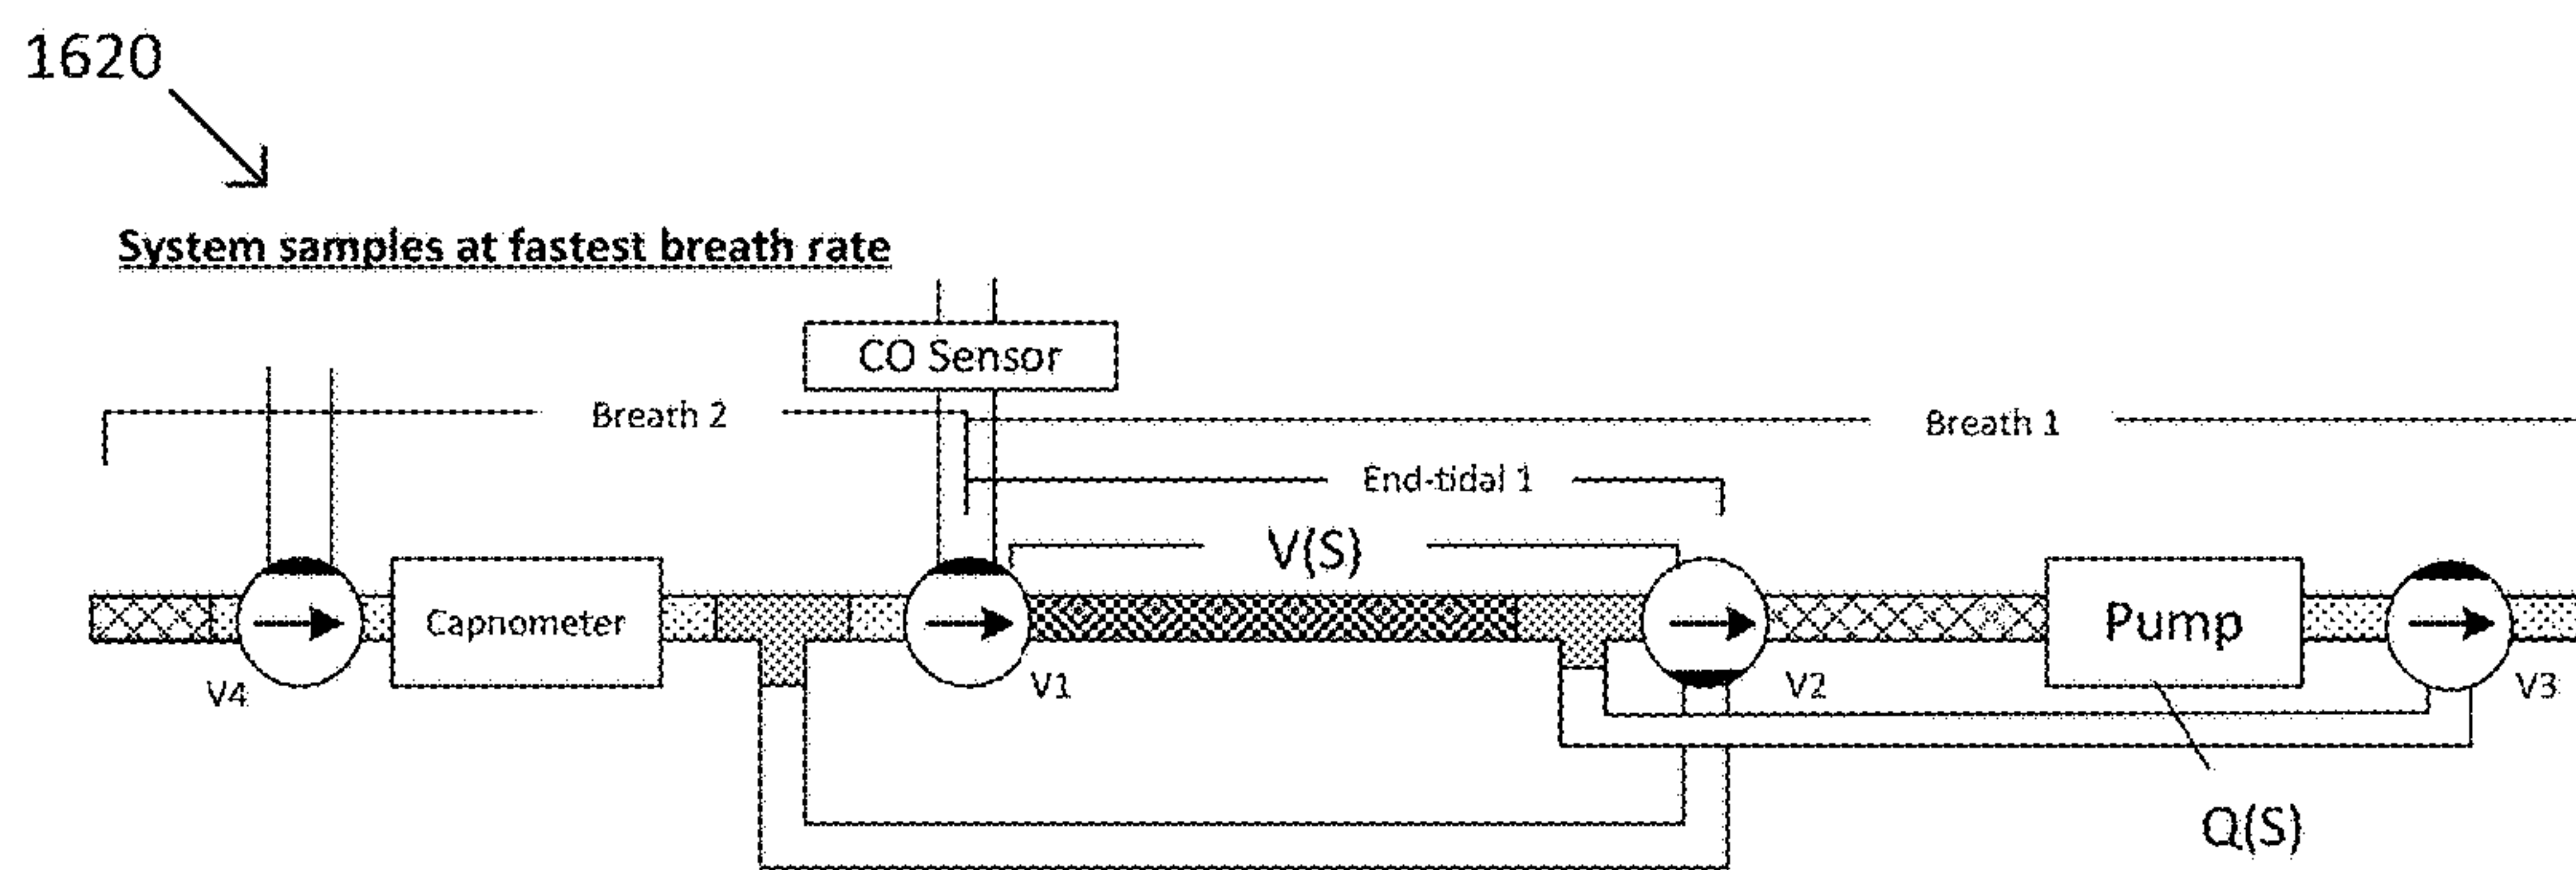 1620
System samples at fastest breath rate
CO Sensor
Breath 2
Breath 1
End-tidal 1
V(S)
Capnometer
Pump
V4
V1
V2
V3
Q(S)